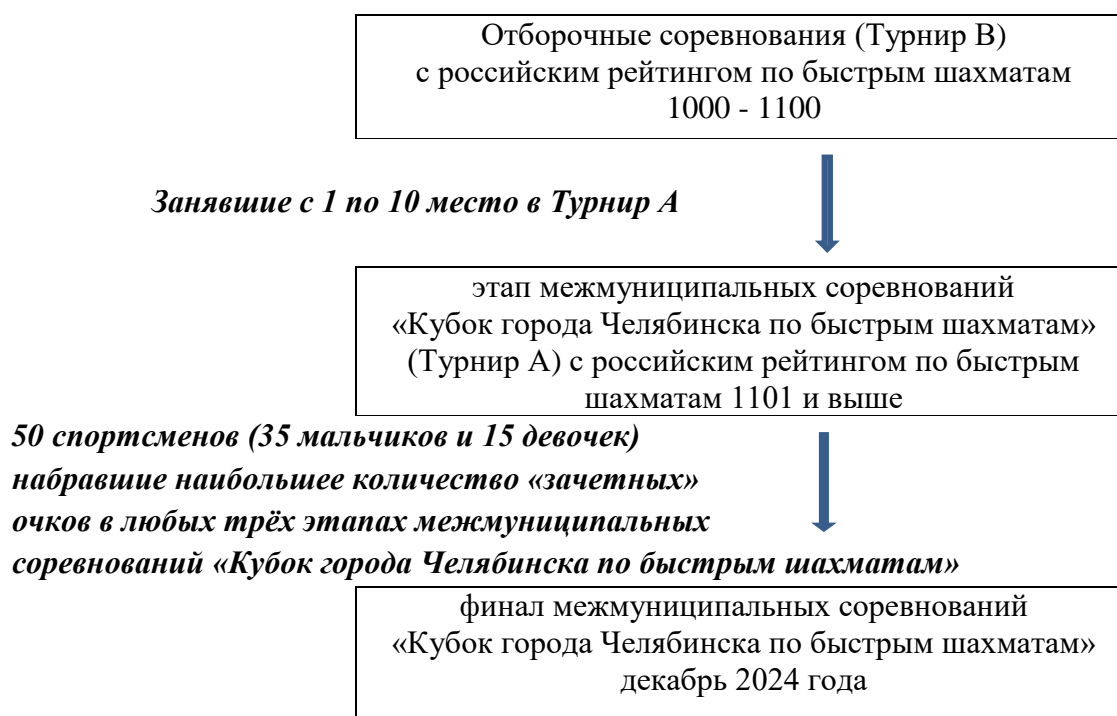 Отборочные соревнования (Турнир В)
с российским рейтингом по быстрым шахматам
1000 - 1100
Занявшие с 1 по 10 место в Турнир А
этап межмуниципальных соревнований
«Кубок города Челябинска по быстрым шахматам»
(Турнир А) с российским рейтингом по быстрым
шахматам 1101 и выше
50 спортсменов (35 мальчиков и 15 девочек)
набравшие наибольшее количество «зачетных»
очков в любых трёх этапах межмуниципальных
соревнований «Кубок города Челябинска по быстрым шахматам»
финал межмуниципальных соревнований
«Кубок города Челябинска по быстрым шахматам»
декабрь 2024 года